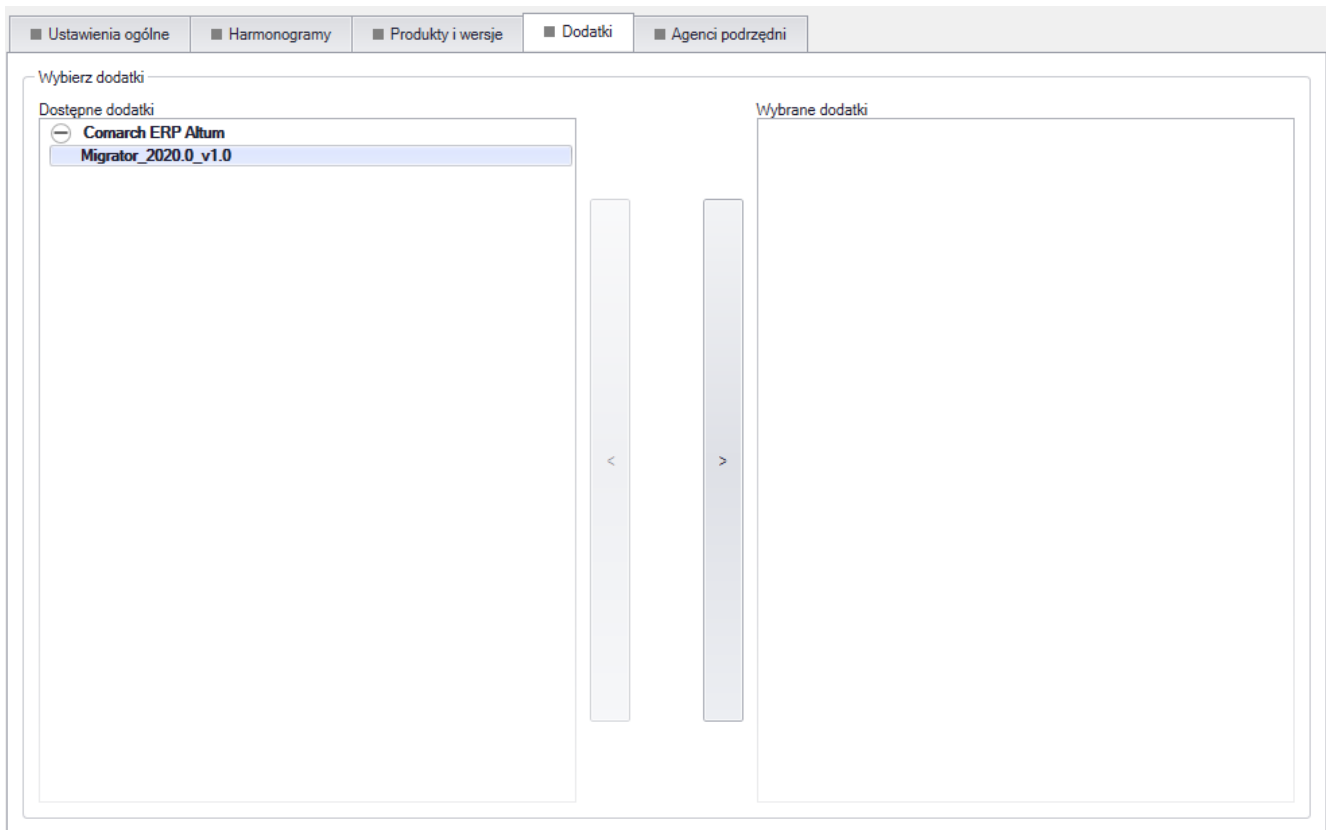 Ustawienia ogólne
Harmonogramy
Produkty i wersje
Dodatki
Agenci podrzędni
Wybierz dodatki
Dostępne dodatki
Wybrane dodatki
Comarch ERP Altum
Migrator_2020.0_v1.0
<
>